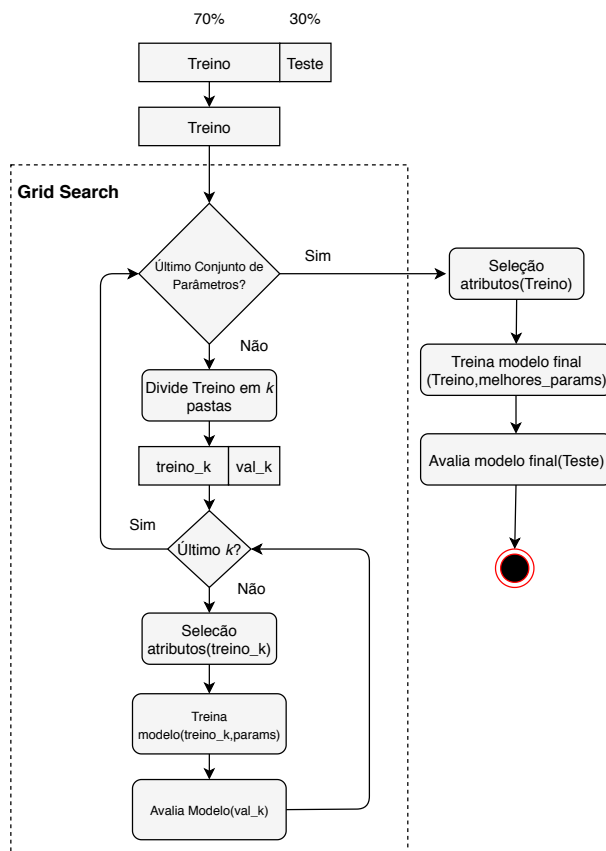 70%
30%
Treino
Teste
Treino
Grid Search
Último Conjunto de
Parâmetros?
Sim
Seleção
atributos(Treino)
Não
Treina modelo final
(Treino,melhores_params)
Divide Treino em k
pastas
Avalia modelo final(Teste)
treino_k
val_k
Sim
Último k?
Não
Selecão
atributos(treino_k)
Treina
modelo(treino_k,params)
Avalia Modelo(val_k)